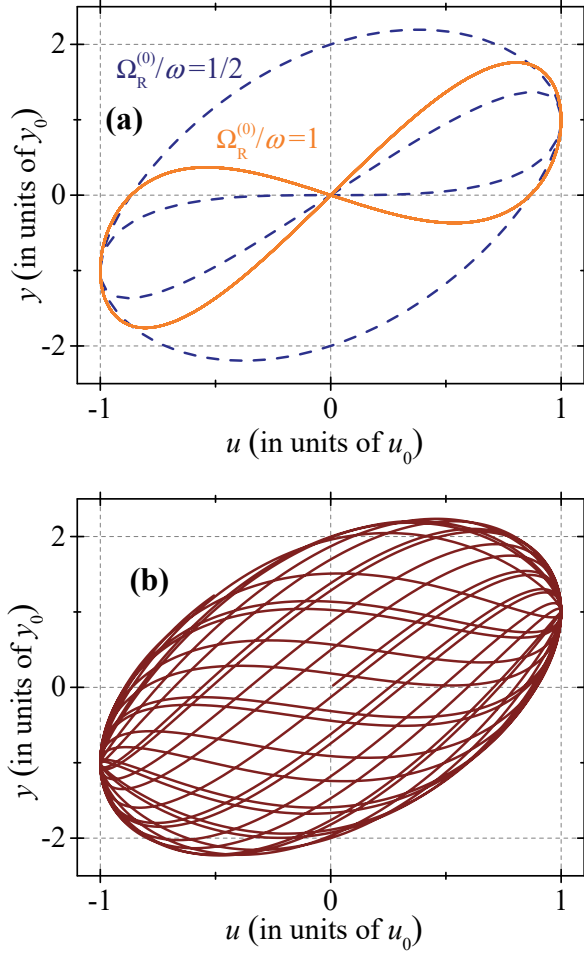 2
Ω_R^(0)/ω=1/2
(a)
Ω_R^(0)/ω=1
0
-2
-1
0
1
y (in units of y_0)
u (in units of u_0)
2
(b)
0
-2
-1
0
1
y (in units of y_0)
u (in units of u_0)